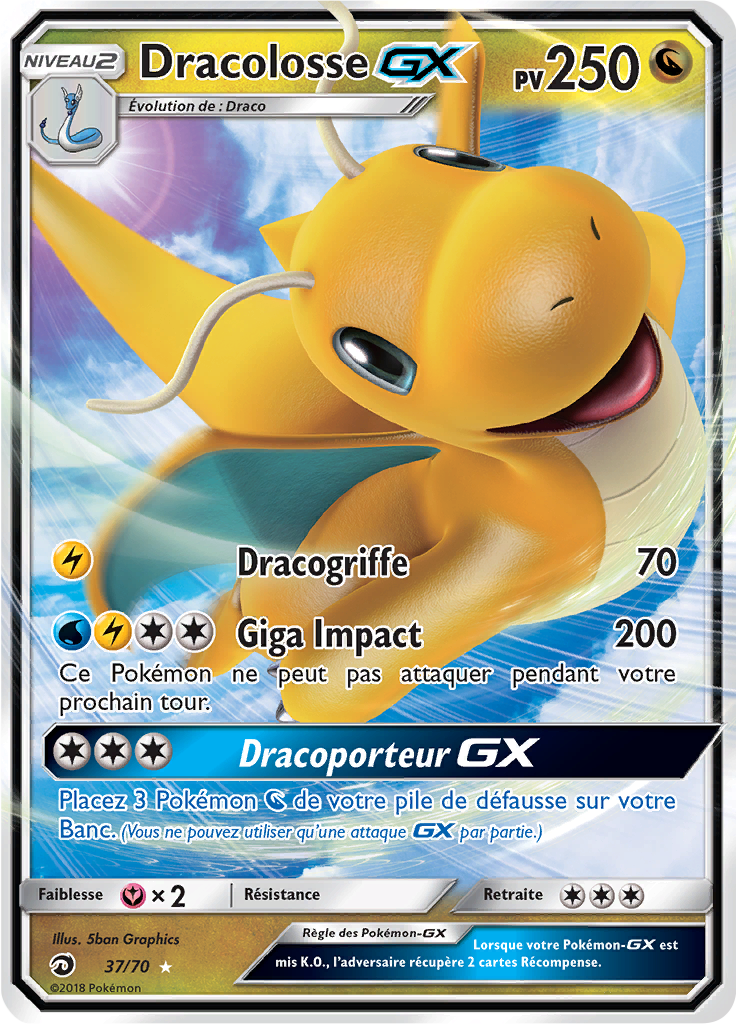 NIVEAU2 Dracolosse GX PV250
Évolution de : Draco
Dracogriffe 70
Giga Impact 200
Ce Pokémon ne peut pas attaquer pendant votre
prochain tour.
Dracoporteur GX
Placez 3 Pokémon de votre pile de défausse sur votre
Banc. (Vous ne pouvez utiliser qu'une attaque GX par partie.)
Faiblesse ×2 Résistance Retraite
Illus. 5ban Graphics
37/70
©2018 Pokémon
Règle des Pokémon-GX
Lorsque votre Pokémon-GX est
mis K.O., l'adversaire récupère 2 cartes Récompense.